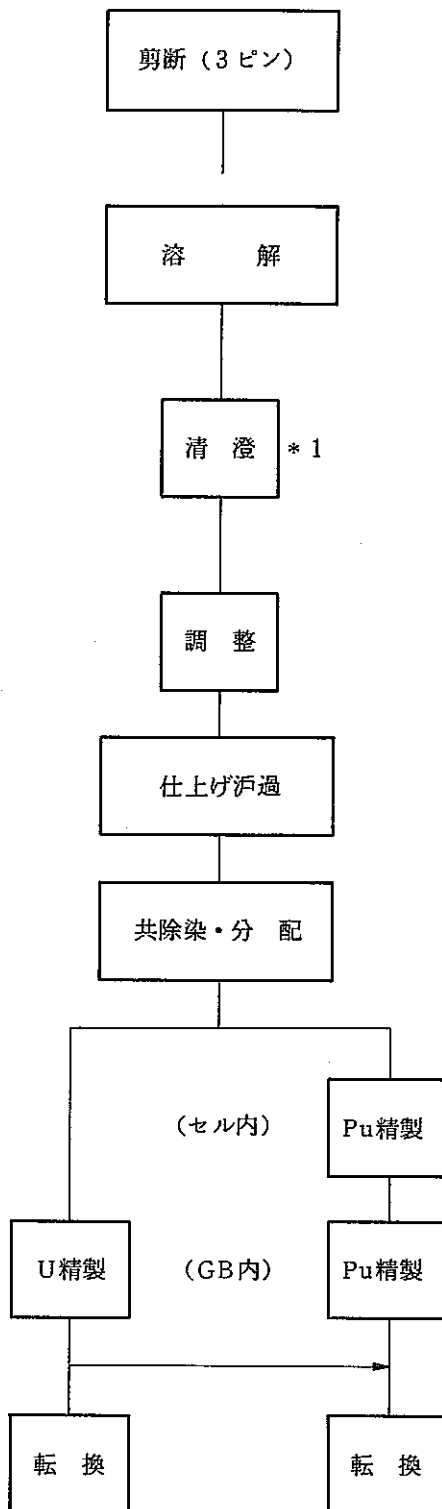 剪断（3ピン）
溶　　解
清　澄　＊1
調　整
仕上げ沪過
共除染・分　配
（セル内）　Pu精製
U精製　（GB内）　Pu精製
転　換　転　換